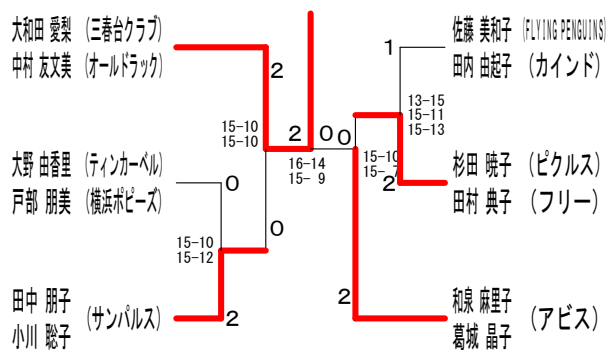 大和田 愛梨 (三春台クラブ)
中村 友文美 (オールドラック)
2
佐藤 美和子 (FLYING PENGUINS)
田内 由起子 (カインド)
1
15-10
15-10
2
0
16-14
15- 9
0
13-15
15-11
15-13
15-10
15- 7
大野 由香里 (ティンカーベル)
戸部 朋美 (横浜ポピーズ)
0
杉田 暁子 (ピクルス)
田村 典子 (フリー)
2
15-10
15-12
0
田中 朋子
小川 聡子
(サンパルス)
2
2
和泉 麻里子
葛城 晶子
(アビス)